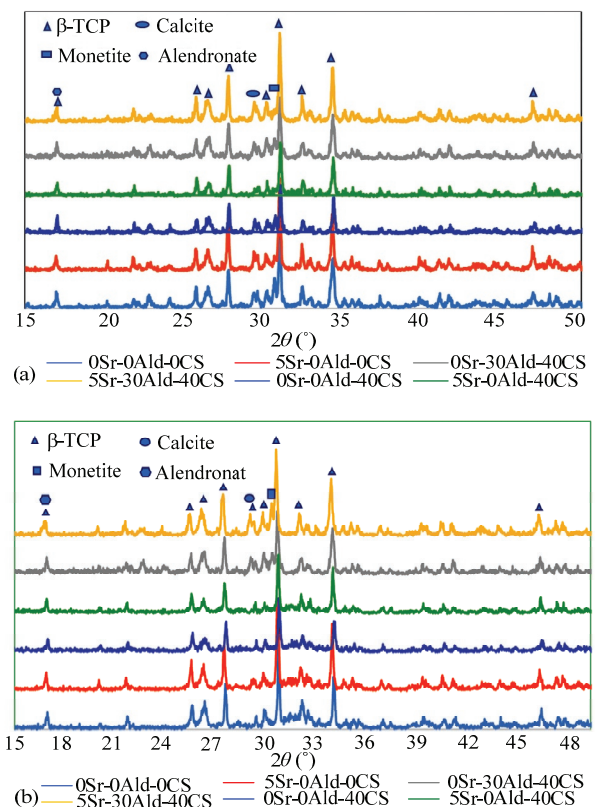 β-TCP Calcite
Monetite Alendronate
15 20 25 30 35 40 45 50
2θ (°)
0Sr-0Ald-0CS 5Sr-0Ald-0CS 0Sr-30Ald-40CS
5Sr-30Ald-40CS 0Sr-0Ald-40CS 5Sr-0Ald-40CS
(a)
β-TCP Calcite
Monetite Alendronat
15 18 21 24 27 30 33 36 39 42 45 48
2θ (°)
0Sr-0Ald-0CS 5Sr-0Ald-0CS 0Sr-30Ald-40CS
5Sr-30Ald-40CS 0Sr-0Ald-40CS 5Sr-0Ald-40CS
(b)